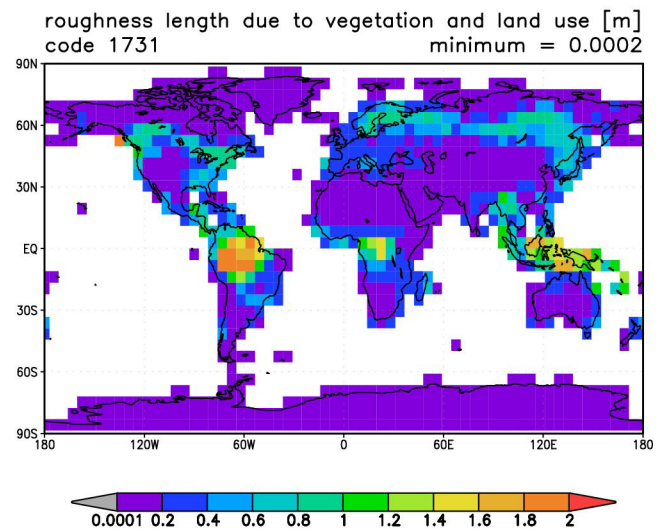 roughness length due to vegetation and land use [m]
code 1731 minimum = 0.0002
90N
60N
30N
EQ
30S
60S
90S
180 120W 60W 0 60E 120E 180
0.0001 0.2 0.4 0.6 0.8 1 1.2 1.4 1.6 1.8 2